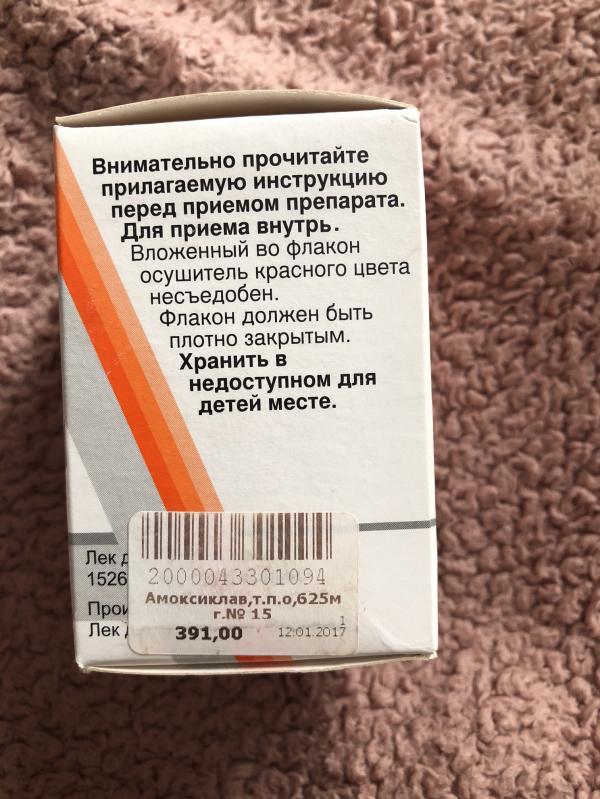 Внимательно прочитайте
прилагаемую инструкцию
перед приемом препарата.
Для приема внутрь.
Вложенный во флакон
осушитель красного цвета
несъедобен.
Флакон должен быть
плотно закрытым.
Хранить в
недоступном для
детей месте.
2000043301094
Амоксиклав,т.п.о,625м
г.№ 15
1
391,00 12.01.2017
Лек
1526
Лек